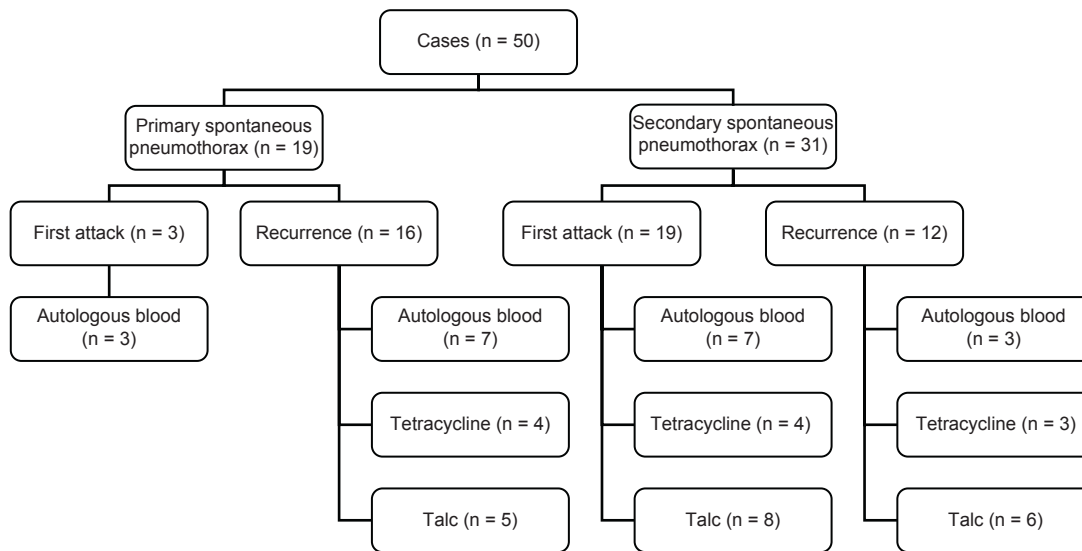 Cases (n = 50)
Primary spontaneous
pneumothorax (n = 19)
Secondary spontaneous
pneumothorax (n = 31)
First attack (n = 3)
Recurrence (n = 16)
First attack (n = 19)
Recurrence (n = 12)
Autologous blood
(n = 3)
Autologous blood
(n = 7)
Autologous blood
(n = 7)
Autologous blood
(n = 3)
Tetracycline (n = 4)
Tetracycline (n = 4)
Tetracycline (n = 3)
Talc (n = 5)
Talc (n = 8)
Talc (n = 6)